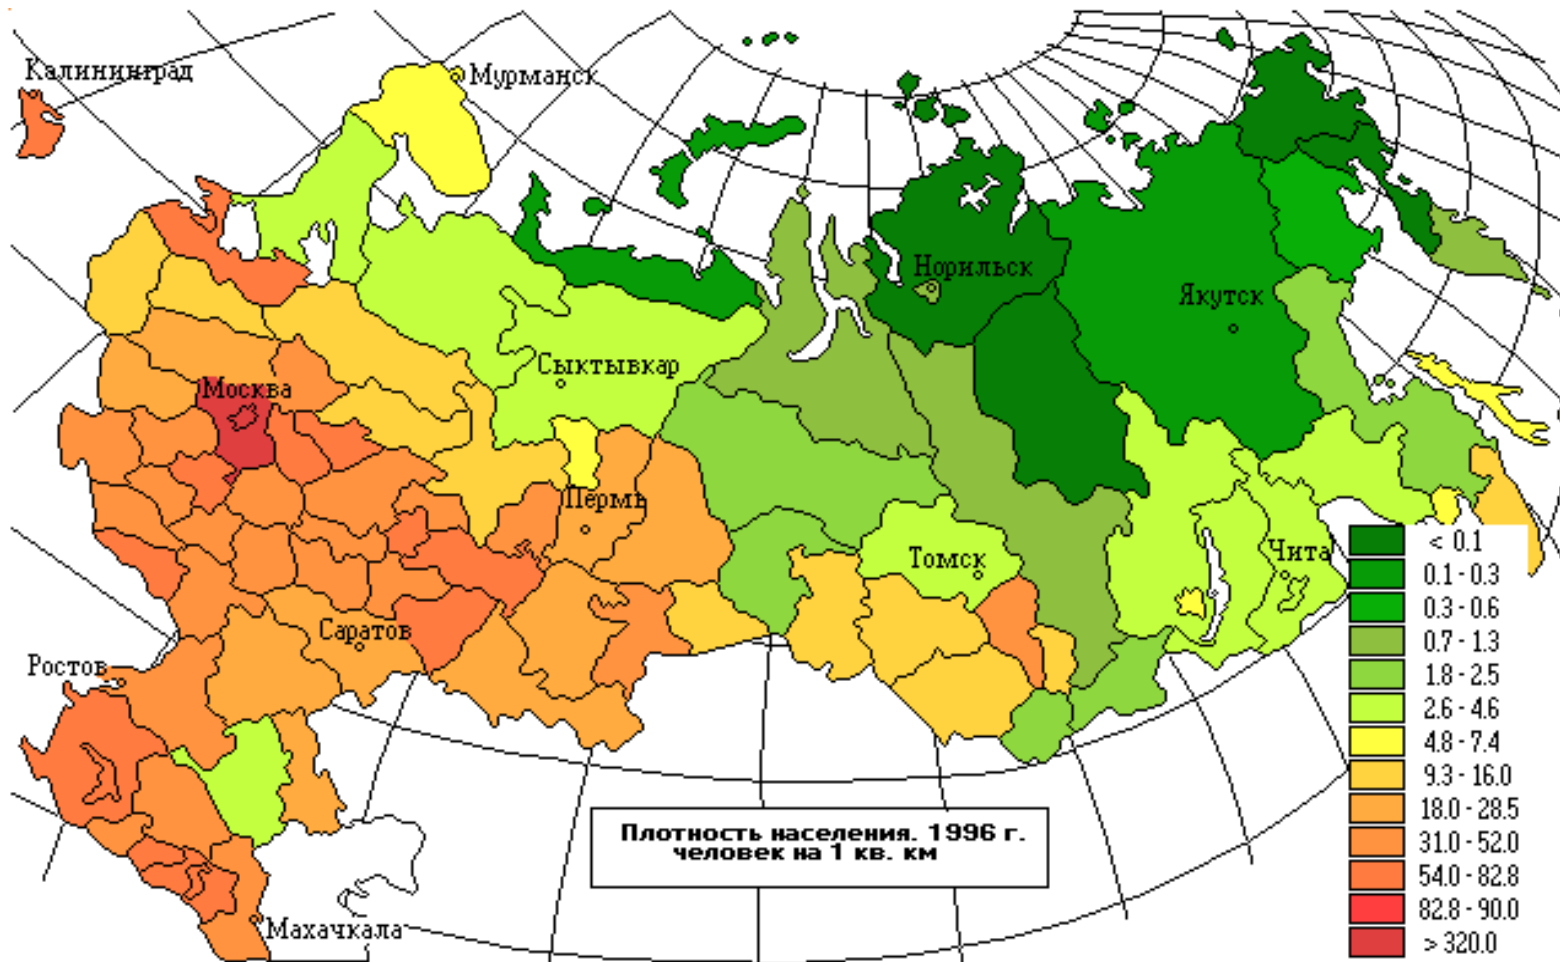 Калининград
Мурманск
Норильск
Якутск
Сыктывкар
Москва
Пермь
Томск
Чита
Саратов
Ростов
Махачкала
Плотность населения. 1996 г.
человек на 1 кв. км
< 0.1
0.1 - 0.3
0.3 - 0.6
0.7 - 1.3
1.8 - 2.5
2.6 - 4.6
4.8 - 7.4
9.3 - 16.0
18.0 - 28.5
31.0 - 52.0
54.0 - 82.8
82.8 - 90.0
> 320.0